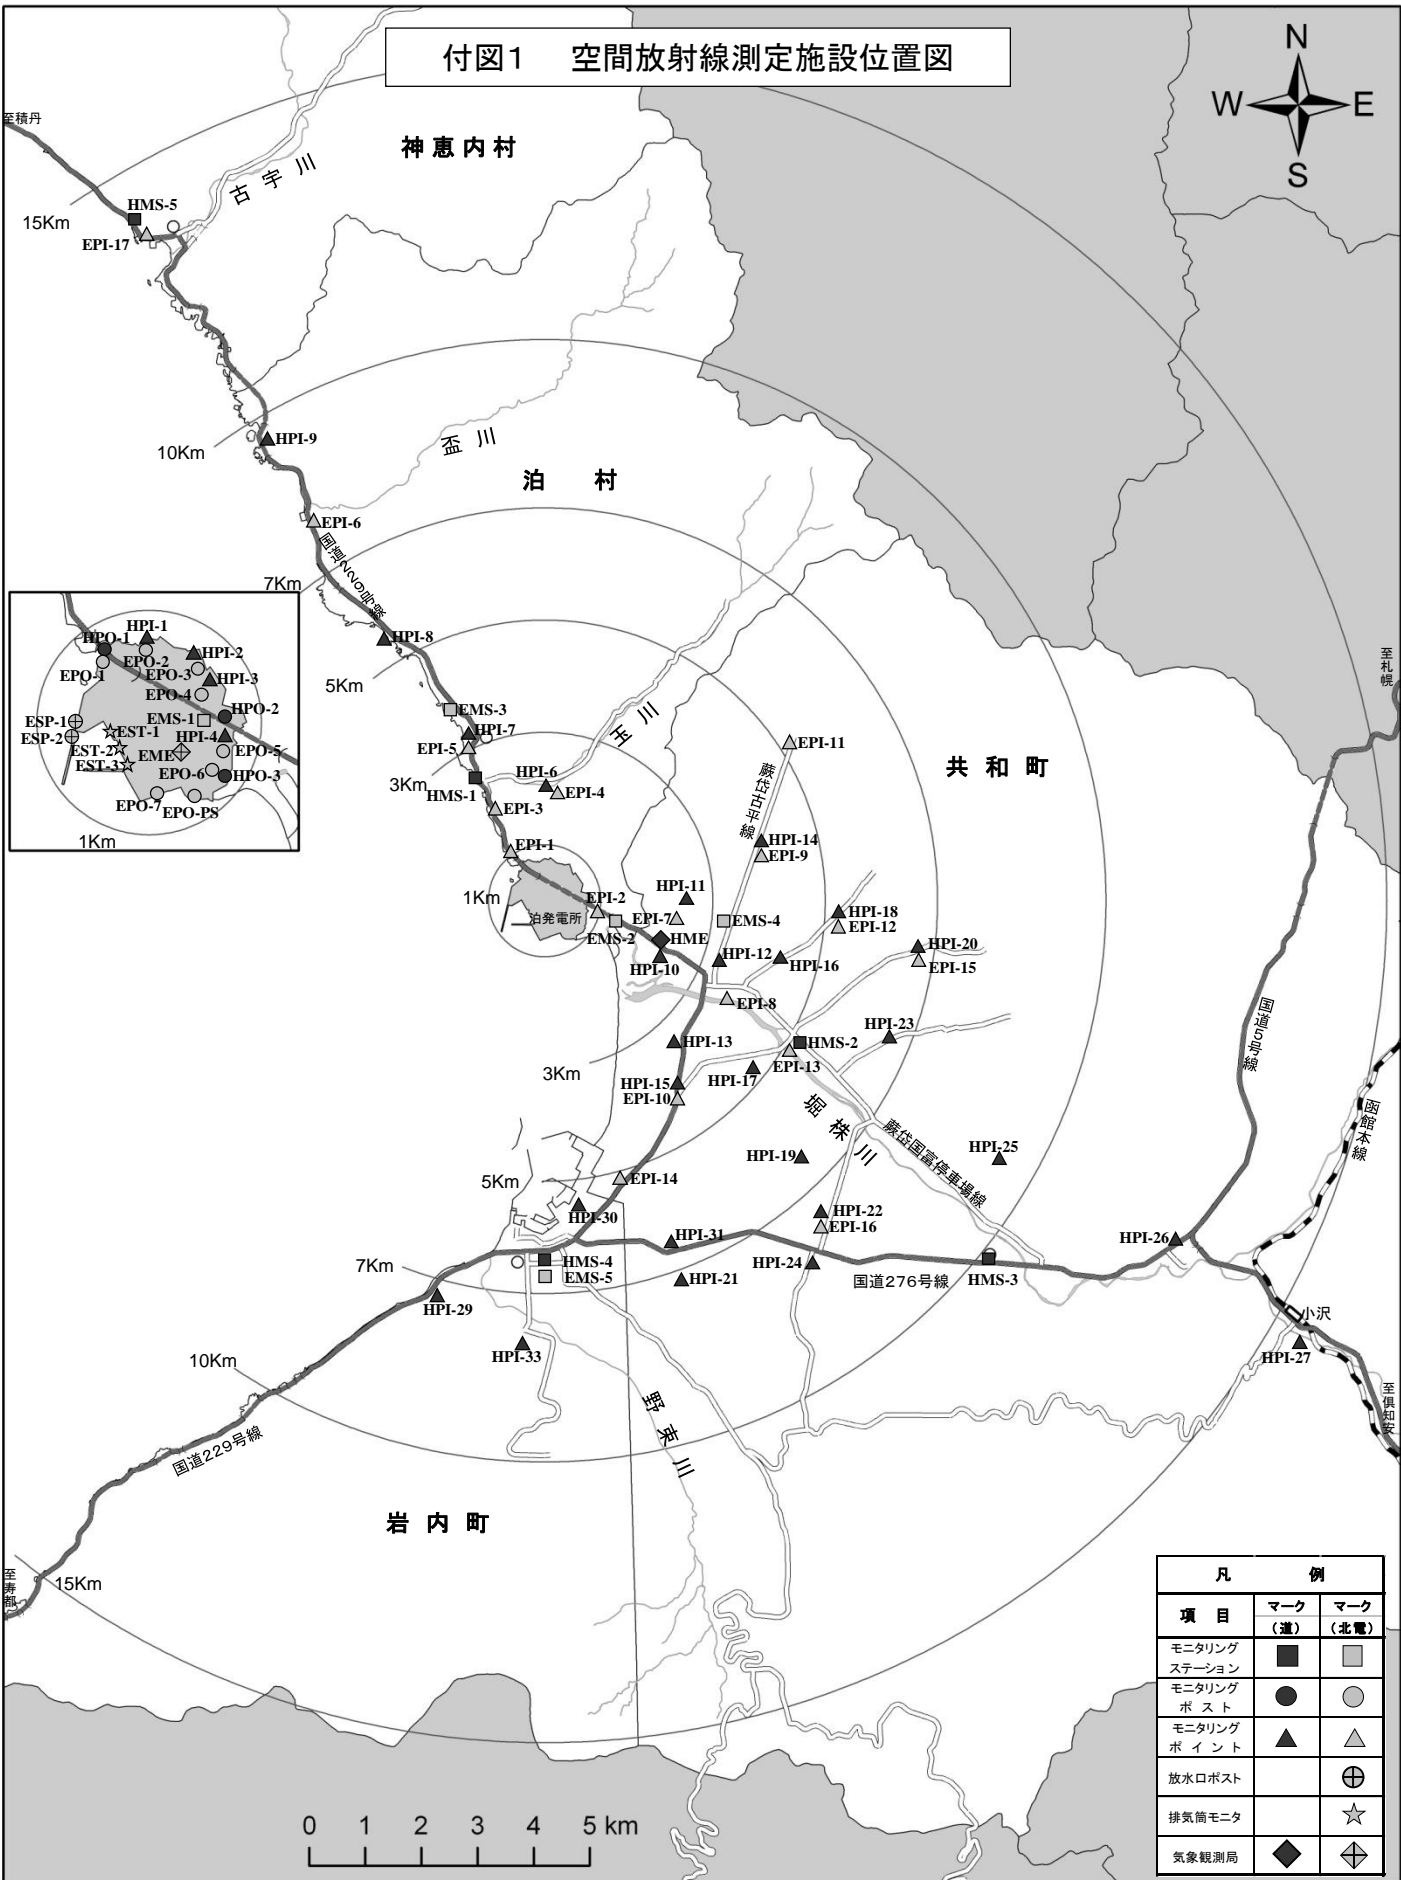 付図1 空間放射線測定施設位置図
N
W E
S
至積丹
神恵内村
古宇川
HMS-5
15Km
EPI-17
HPI-9
10Km
盃川
泊村
EPI-6
国道229号線
7Km
HPI-8
5Km
EMS-3
HPI-7
EPI-5
玉川
3Km
HMS-1
HPI-6
EPI-4
EPI-3
EPI-11
蕨岱古平線
共和町
至札幌
HPI-14
EPI-9
EPI-1
1Km
泊発電所
EPI-2
EMS-2
HPI-11
EPI-7
EMS-4
HME
HPI-10
HPI-12
HPI-18
EPI-12
HPI-16
HPI-20
EPI-15
EPI-8
HPI-23
HPI-13
HMS-2
EPI-13
国道5号線
3Km
HPI-15
EPI-10
HPI-17
堀株川
函館本線
蕨岱国富停車場線
HPI-19
HPI-25
5Km
EPI-14
HPI-30
HPI-22
EPI-16
HPI-31
HPI-26
HMS-4
EMS-5
7Km
HPI-21
HPI-24
国道276号線
HMS-3
HPI-29
小沢
HPI-33
HPI-27
10Km
至倶知安
野束川
国道229号線
岩内町
15Km
至寿都
HPI-1
HPO-1
HPI-2
EPO-2
EPO-1
EPO-3
HPI-3
EPO-4
HPO-2
ESP-1
EMS-1
EST-1
ESP-2
HPI-4
EST-2
EME
EPO-5
EST-3
EPO-6
HPO-3
EPO-7
EPO-PS
1Km
0 1 2 3 4 5 km
凡例
項目 マーク(道) マーク(北電)
モニタリング
ステーション
モニタリング
ポスト
モニタリング
ポイント
放水口ポスト
排気筒モニタ
気象観測局